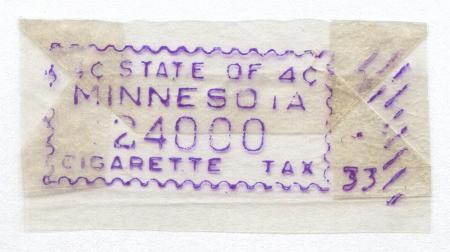 4¢ STATE OF 4¢
MINNESOTA
24000
CIGARETTE TAX
33